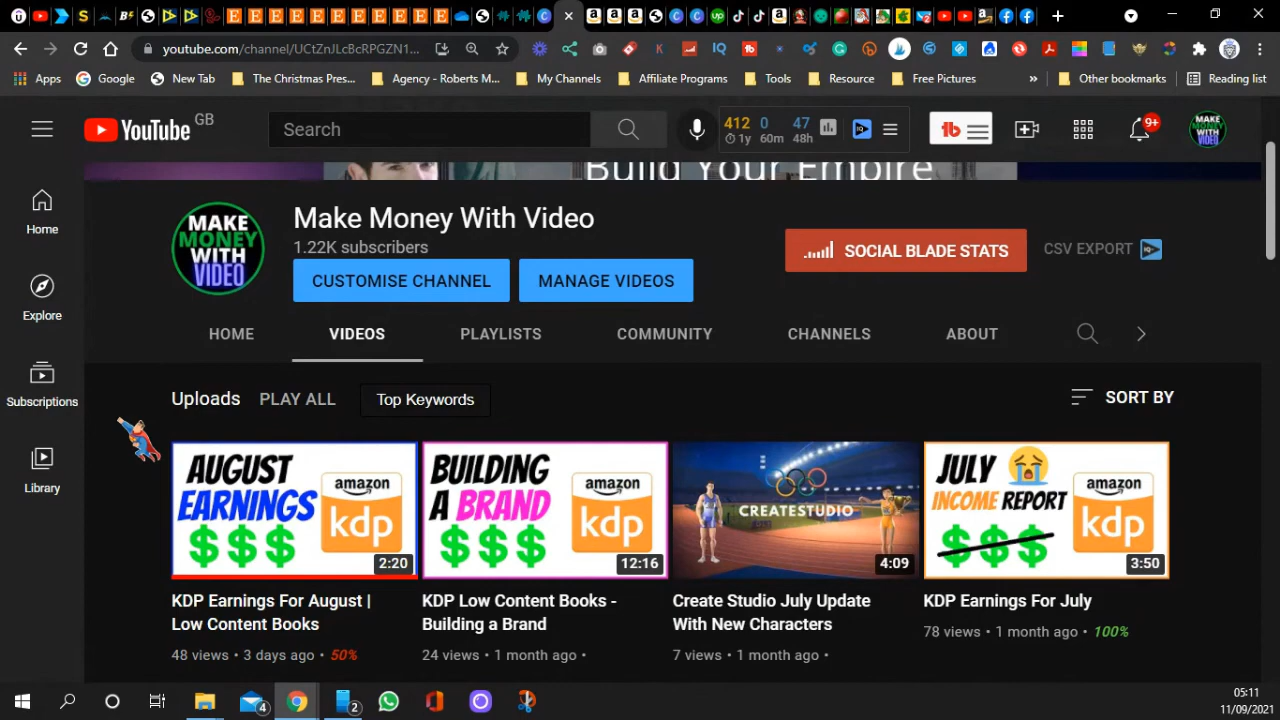 youtube.com/channel/UCtZnJLcBcRPGZN1...
Apps
Google
New Tab
The Christmas Pres...
Agency - Roberts M...
My Channels
Affiliate Programs
Tools
Resource
Free Pictures
»
Other bookmarks
Reading list
YouTube GB
Search
412 0 47
1y 60m 48h
9+
Build Your Empire
MAKE MONEY WITH VIDEO
Make Money With Video
1.22K subscribers
CUSTOMISE CHANNEL
MANAGE VIDEOS
SOCIAL BLADE STATS
CSV EXPORT
HOME
VIDEOS
PLAYLISTS
COMMUNITY
CHANNELS
ABOUT
Home
Explore
Subscriptions
Library
Uploads
PLAY ALL
Top Keywords
SORT BY
AUGUST
EARNINGS
$$$
amazon
kdp
2:20
BUILDING
A BRAND
$$$
amazon
kdp
12:16
CREATESTUDIO
4:09
JULY
INCOME REPORT
$$$
amazon
kdp
3:50
KDP Earnings For August |
Low Content Books
48 views • 3 days ago • 50%
KDP Low Content Books -
Building a Brand
24 views • 1 month ago •
Create Studio July Update
With New Characters
7 views • 1 month ago •
KDP Earnings For July
78 views • 1 month ago • 100%
4
2
05:11
11/09/2021